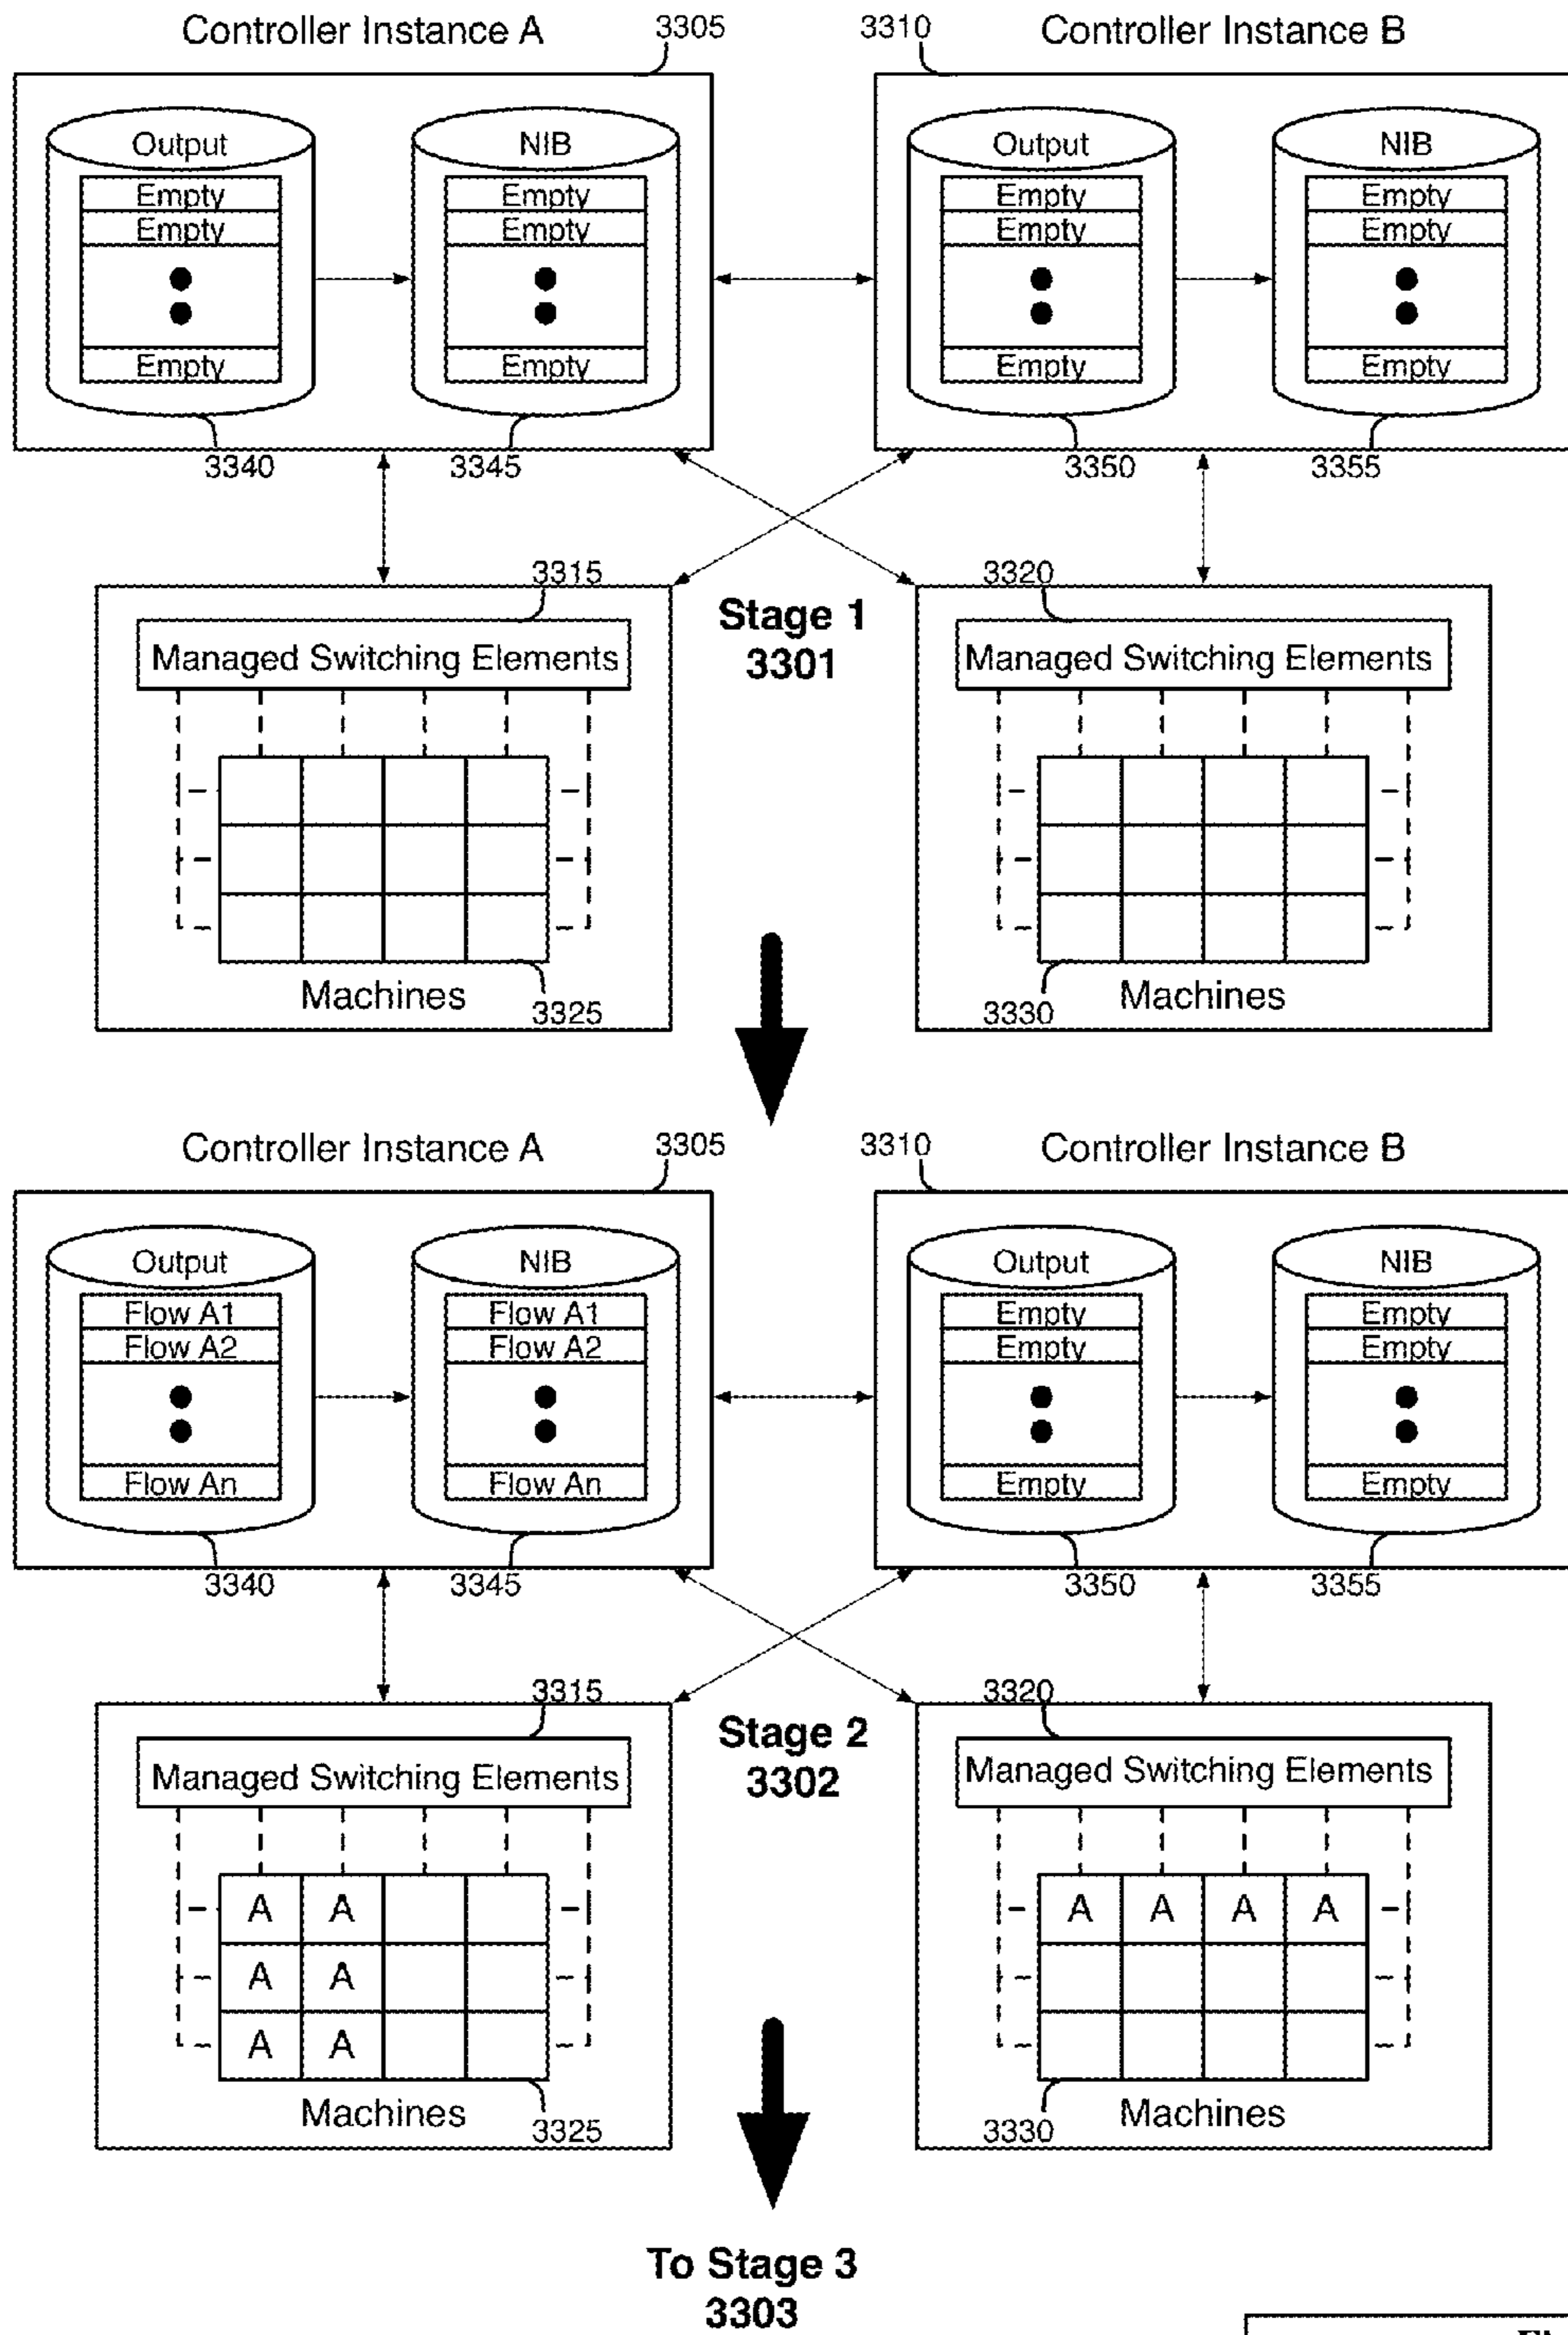 Controller Instance A
3305
3310
Controller Instance B
Output
NIB
Output
NIB
Empty
Empty
Empty
Empty
Empty
Empty
Empty
Empty
Empty
Empty
Empty
Empty
3340
3345
3350
3355
3315
3320
Stage 1
3301
Managed Switching Elements
Managed Switching Elements
Machines
3325
3330
Machines
Controller Instance A
3305
3310
Controller Instance B
Output
NIB
Output
NIB
Flow A1
Flow A1
Empty
Empty
Flow A2
Flow A2
Empty
Empty
Flow An
Flow An
Empty
Empty
3340
3345
3350
3355
3315
3320
Stage 2
3302
Managed Switching Elements
Managed Switching Elements
A A
A A A A
A A
A A
Machines
3325
3330
Machines
To Stage 3
3303